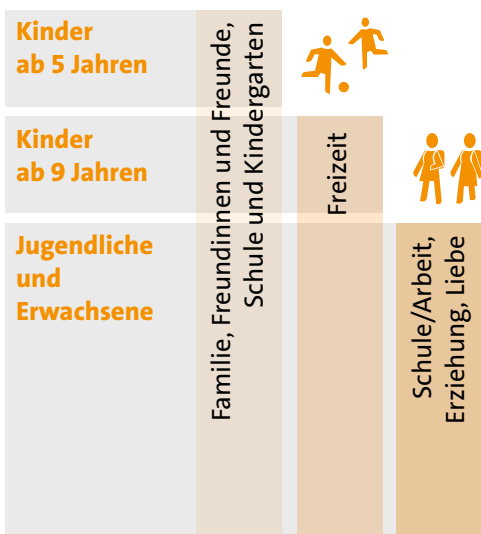 Kinder
ab 5 Jahren
Kinder
ab 9 Jahren
Jugendliche
und
Erwachsene
Familie, Freundinnen und Freunde,
Schule und Kindergarten
Freizeit
Schule/Arbeit,
Erziehung, Liebe